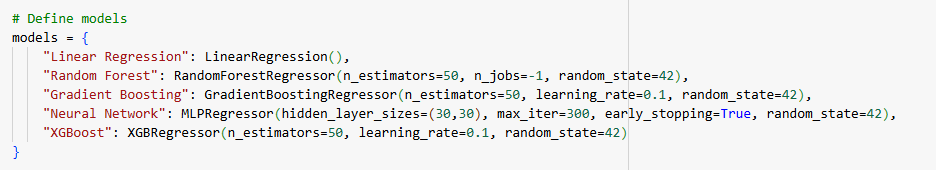 # Define models
models = {
    "Linear Regression": LinearRegression(),
    "Random Forest": RandomForestRegressor(n_estimators=50, n_jobs=-1, random_state=42),
    "Gradient Boosting": GradientBoostingRegressor(n_estimators=50, learning_rate=0.1, random_state=42),
    "Neural Network": MLPRegressor(hidden_layer_sizes=(30,30), max_iter=300, early_stopping=True, random_state=42),
    "XGBoost": XGBRegressor(n_estimators=50, learning_rate=0.1, random_state=42)
}